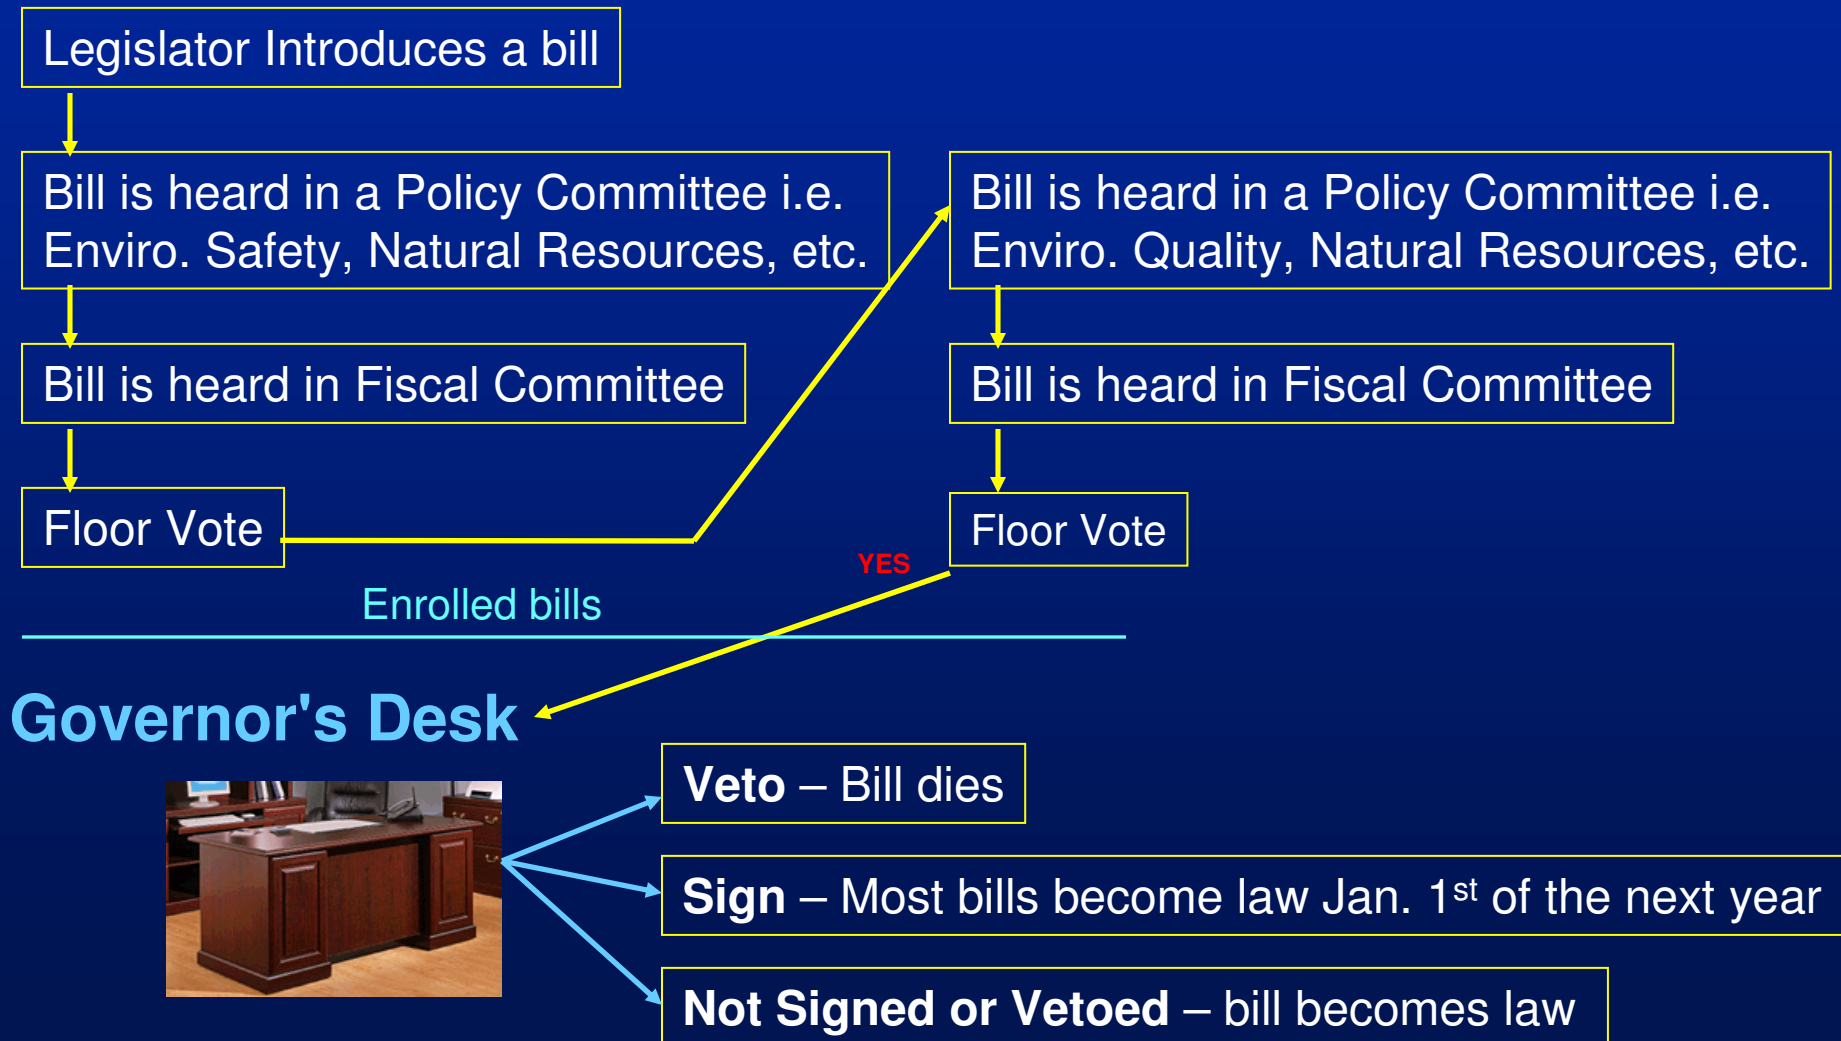 Legislator Introduces a bill
Bill is heard in a Policy Committee i.e.
Enviro. Safety, Natural Resources, etc.
Bill is heard in Fiscal Committee
Floor Vote
Bill is heard in a Policy Committee i.e.
Enviro. Quality, Natural Resources, etc.
Bill is heard in Fiscal Committee
Floor Vote
YES
Enrolled bills
Governor's Desk
Veto – Bill dies
Sign – Most bills become law Jan. 1st of the next year
Not Signed or Vetoed – bill becomes law